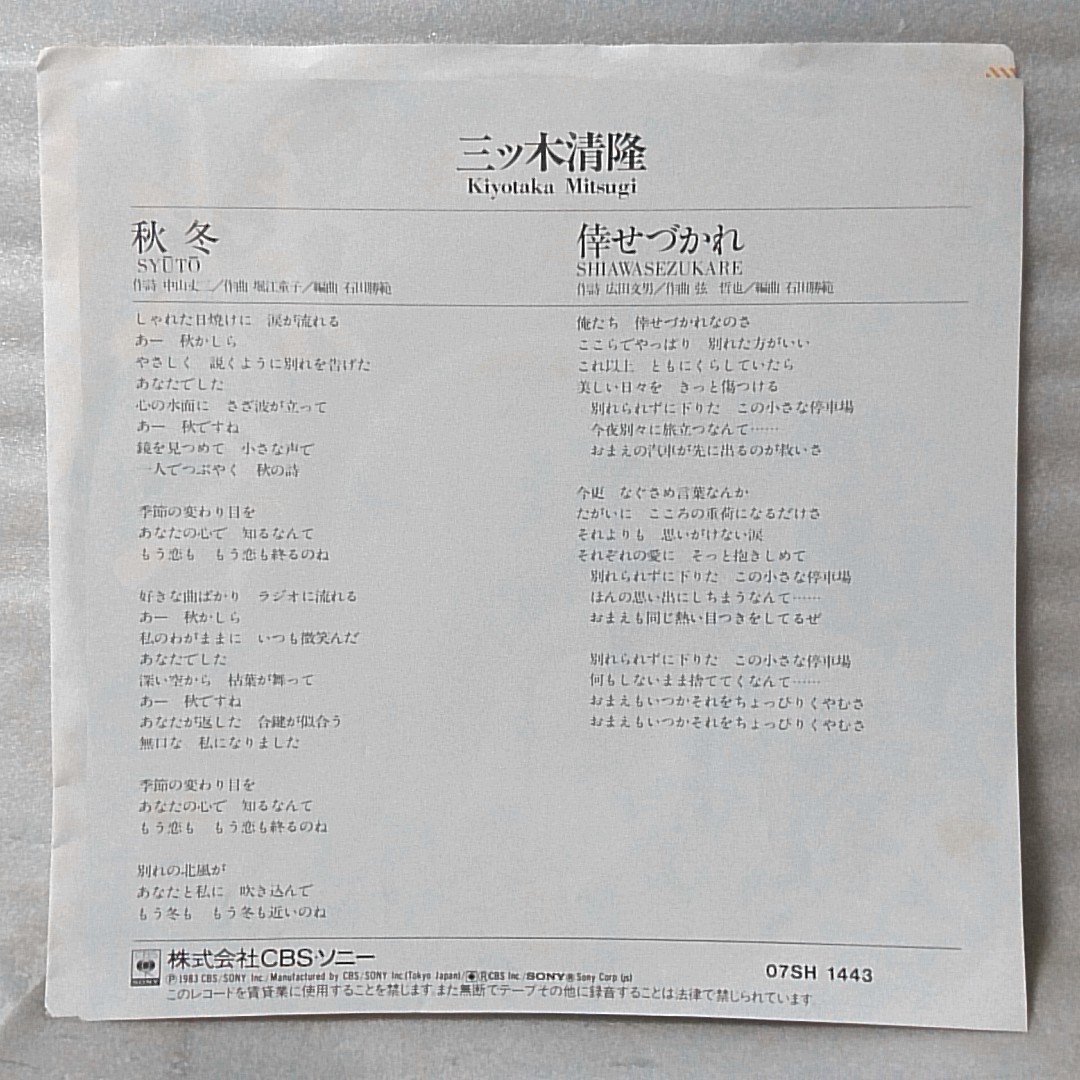 三ッ木清隆
Kiyotaka Mitsugi
秋冬
SYŪTŌ
作詩 中山丈二／作曲 堀江童子／編曲 石田勝範
しゃれた日焼けに　涙が流れる
あー　秋かしら
やさしく　説くように別れを告げた
あなたでした
心の水面に　さざ波が立って
あー　秋ですね
鏡を見つめて　小さな声で
一人でつぶやく　秋の詩
季節の変わり目を
あなたの心で　知るなんて
もう恋も　もう恋も終るのね
好きな曲ばかり　ラジオに流れる
あー　秋かしら
私のわがままに　いつも微笑んだ
あなたでした
深い空から　枯葉が舞って
あー　秋ですね
あなたが返した　合鍵が似合う
無口な　私になりました
季節の変わり目を
あなたの心で　知るなんて
もう恋も　もう恋も終るのね
別れの北風が
あなたと私に　吹き込んで
もう冬も　もう冬も近いのね
倖せづかれ
SHIAWASEZUKARE
作詩 広田文男／作曲 弦　哲也／編曲 石田勝範
俺たち　倖せづかれなのさ
ここらでやっぱり　別れた方がいい
これ以上　ともにくらしていたら
美しい日々を　きっと傷つける
別れられずに下りた　この小さな停車場
今夜別々に旅立つなんて……
おまえの汽車が先に出るのが救いさ
今更　なぐさめ言葉なんか
たがいに　こころの重荷になるだけさ
それよりも　思いがけない涙
それぞれの愛に　そっと抱きしめて
別れられずに下りた　この小さな停車場
ほんの思い出にしちまうなんて……
おまえも同じ熱い目つきをしてるぜ
別れられずに下りた　この小さな停車場
何もしないまま捨ててくなんて……
おまえもいつかそれをちょっぴりくやむさ
おまえもいつかそれをちょっぴりくやむさ
SONY
株式会社CBS・ソニー
Ⓟ1983 CBS/SONY Inc./Manufactured by CBS/SONY Inc.(Tokyo Japan)/®CBS Inc./SONY® Sony Corp (js)
このレコードを賃貸業に使用することを禁じます また無断でテープその他に録音することは法律で禁じられています
07SH 1443